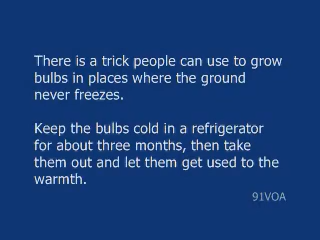 There is a trick people can use to grow
bulbs in places where the ground
never freezes.
Keep the bulbs cold in a refrigerator
for about three months, then take
them out and let them get used to the
warmth.
91VOA